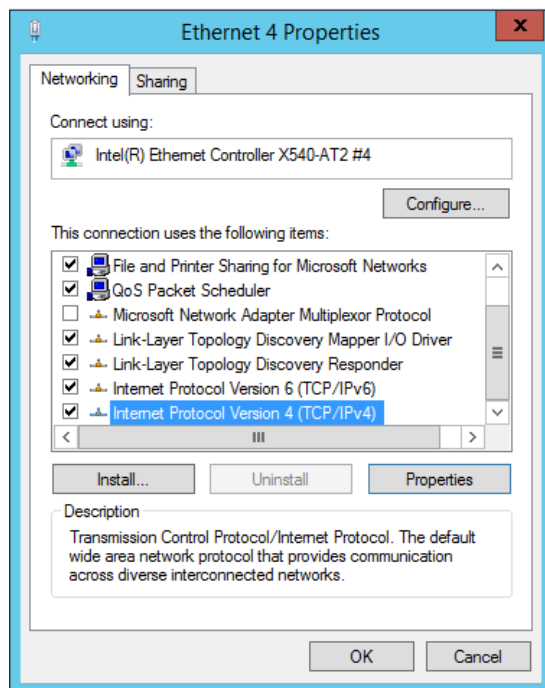 Ethernet 4 Properties
x
Networking
Sharing
Connect using:
Intel(R) Ethernet Controller X540-AT2 #4
Configure...
This connection uses the following items:
File and Printer Sharing for Microsoft Networks
QoS Packet Scheduler
Microsoft Network Adapter Multiplexor Protocol
Link-Layer Topology Discovery Mapper I/O Driver
Link-Layer Topology Discovery Responder
Internet Protocol Version 6 (TCP/IPv6)
Internet Protocol Version 4 (TCP/IPv4)
Install...
Uninstall
Properties
Description
Transmission Control Protocol/Internet Protocol. The default
wide area network protocol that provides communication
across diverse interconnected networks.
OK
Cancel